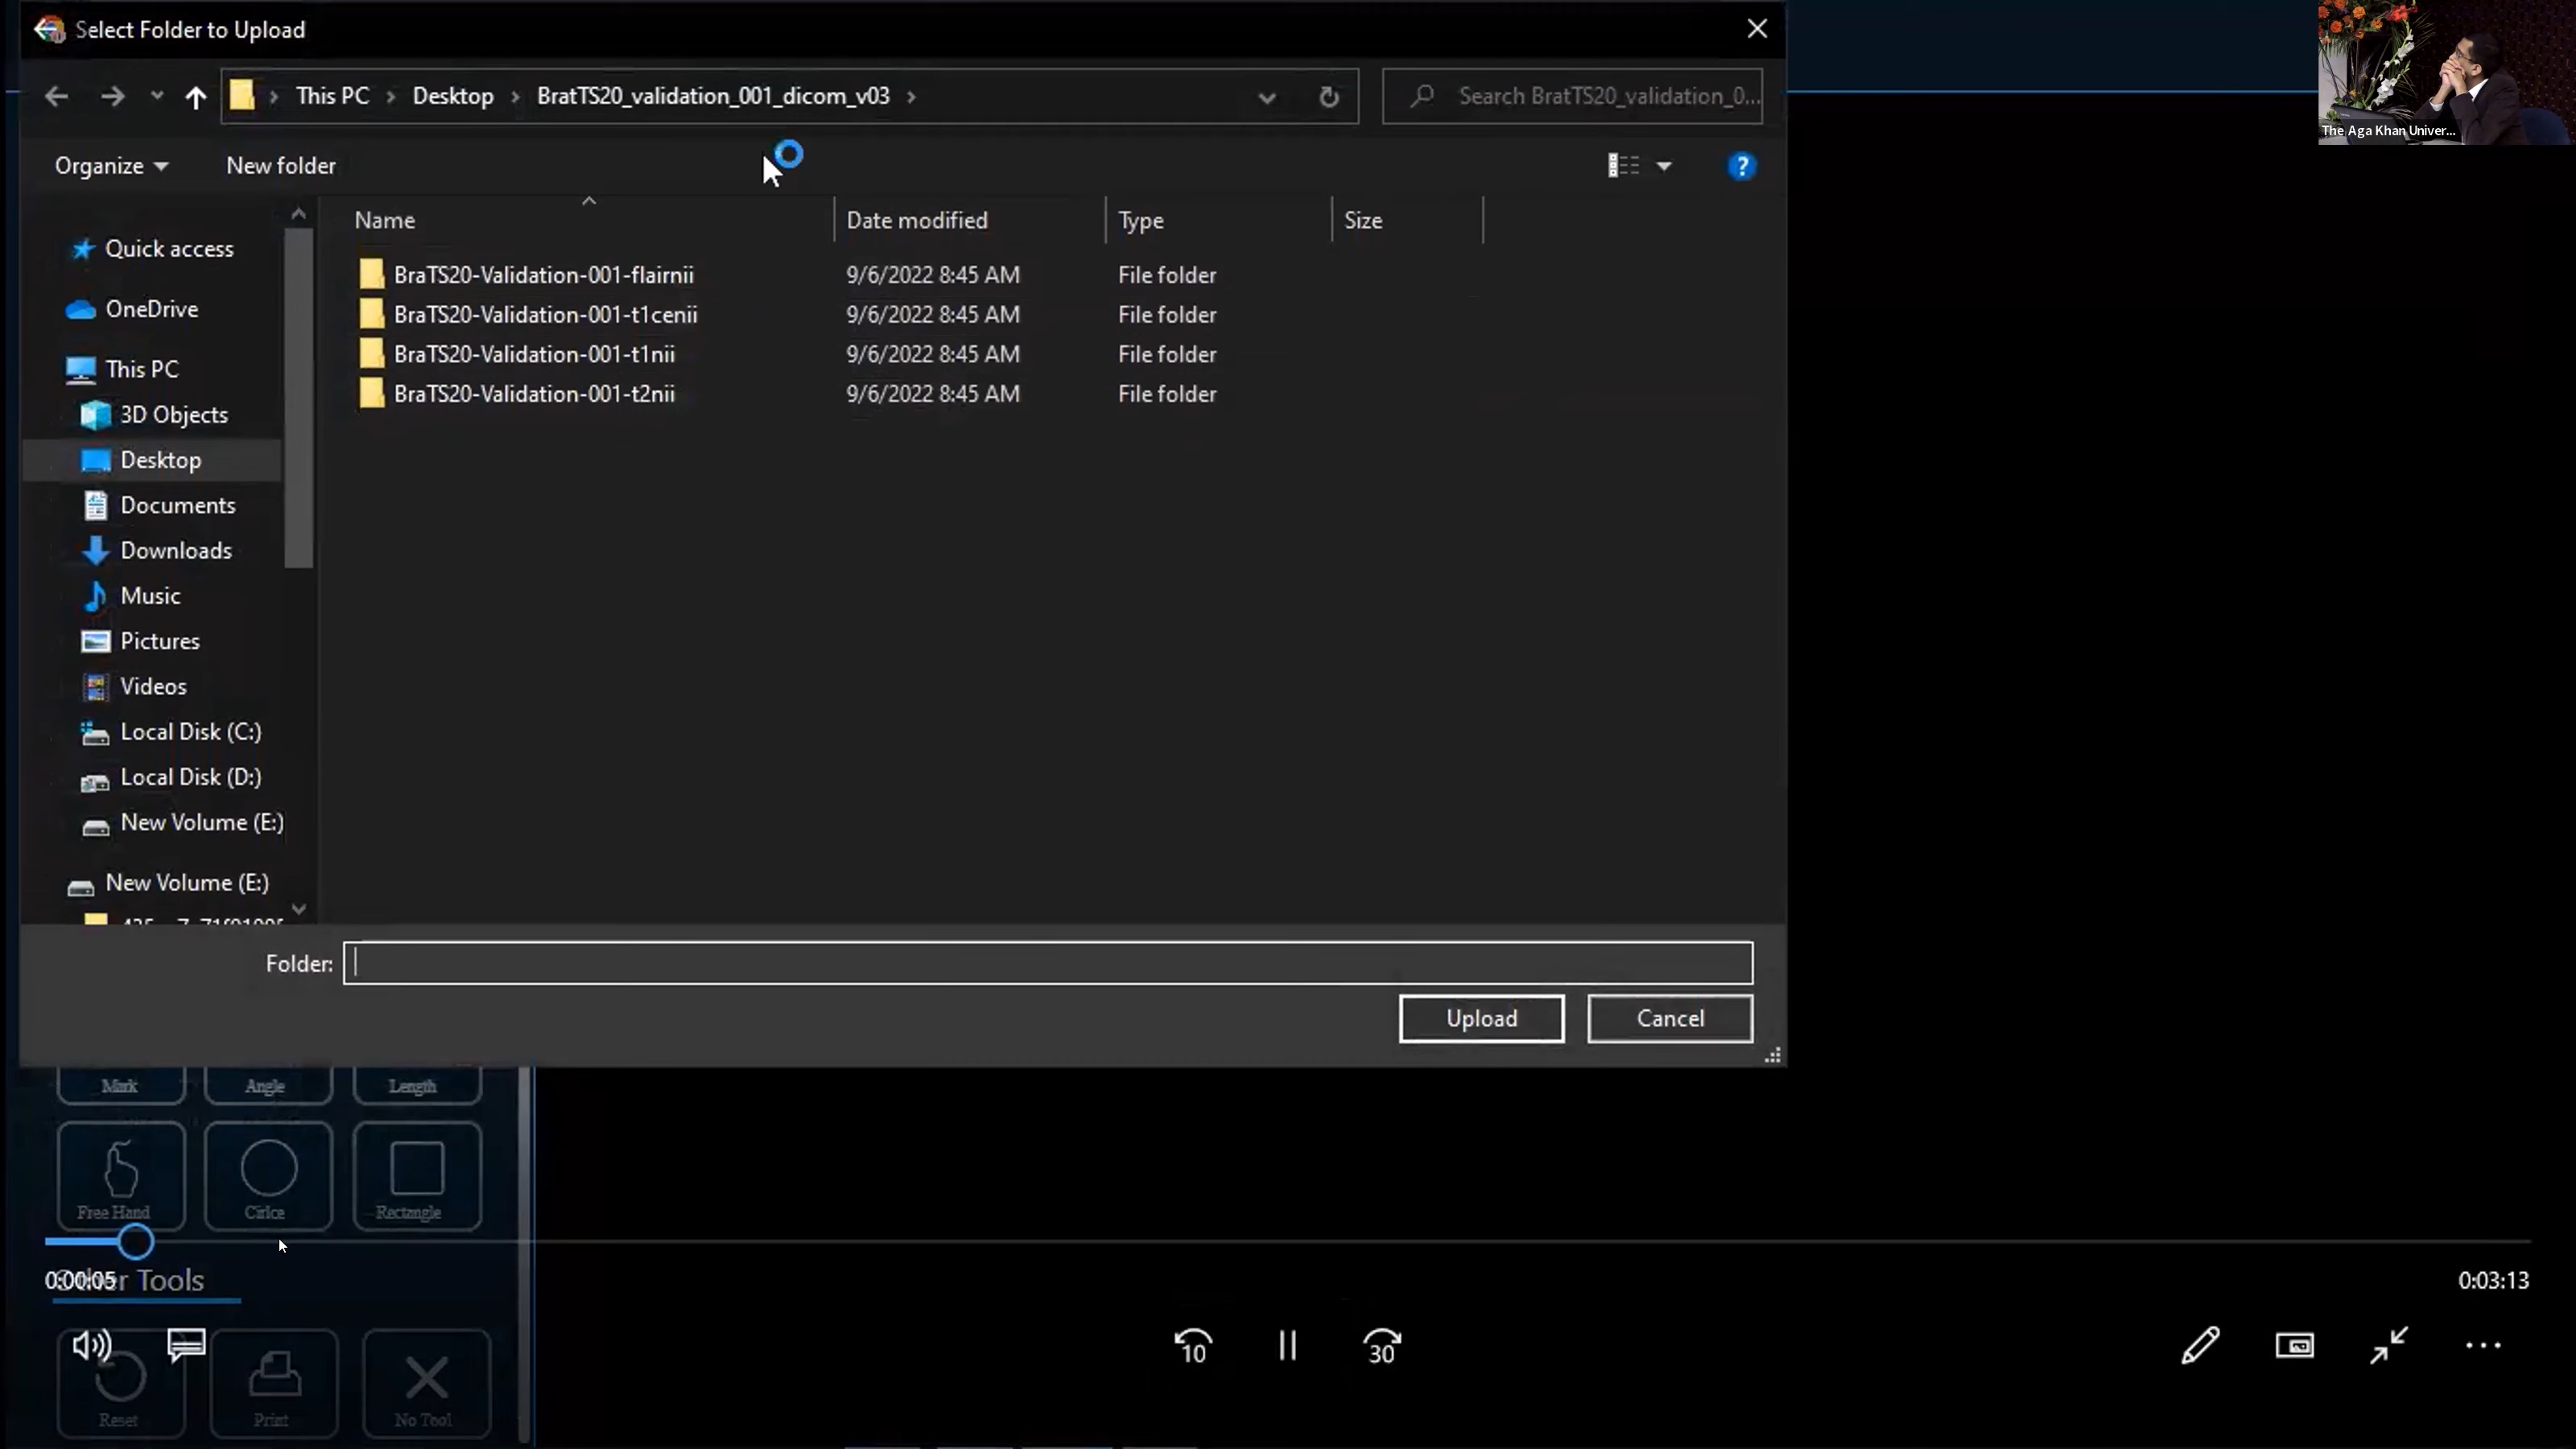 Select Folder to Upload
The Aga Khan Univer...
This PC
Desktop
BratTS20_validation_001_dicom_v03
Search BratTS20_validation_0...
Organize
New folder
Name
Date modified
Type
Size
Quick access
OneDrive
This PC
3D Objects
Desktop
Documents
Downloads
Music
Pictures
Videos
Local Disk (C:)
Local Disk (D:)
New Volume (E:)
New Volume (E:)
BraTS20-Validation-001-flairnii 9/6/2022 8:45 AM File folder
BraTS20-Validation-001-t1cenii 9/6/2022 8:45 AM File folder
BraTS20-Validation-001-t1nii 9/6/2022 8:45 AM File folder
BraTS20-Validation-001-t2nii 9/6/2022 8:45 AM File folder
Folder:
Upload
Cancel
Mark
Angle
Length
Free Hand
Cirlce
Rectangle
0:00:05
Tools
0:03:13
10
30
Reset
Print
No Tool